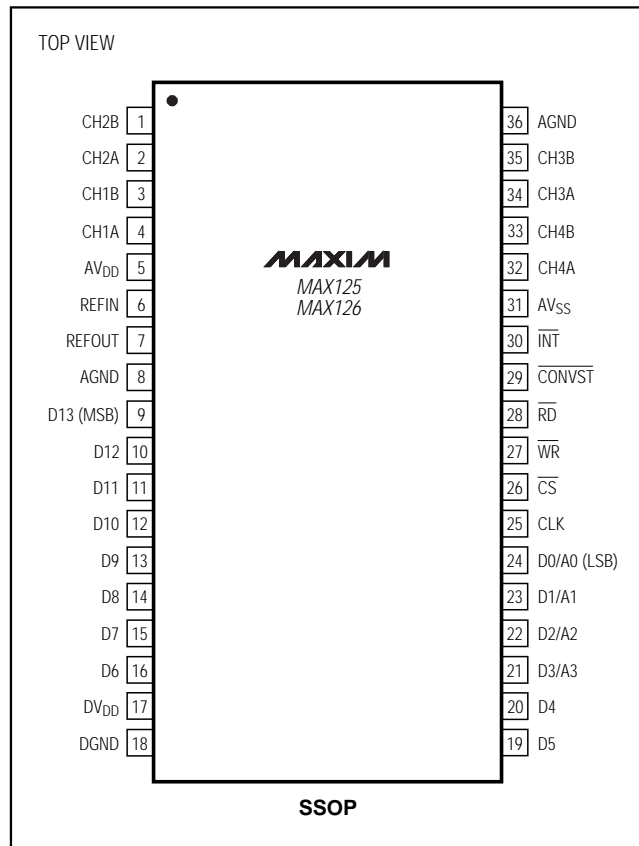 TOP VIEW
CH2B 1
CH2A 2
CH1B 3
CH1A 4
AVDD 5
REFIN 6
REFOUT 7
AGND 8
D13 (MSB) 9
D12 10
D11 11
D10 12
D9 13
D8 14
D7 15
D6 16
DVDD 17
DGND 18
MAXIM
MAX125
MAX126
36 AGND
35 CH3B
34 CH3A
33 CH4B
32 CH4A
31 AVSS
30 INT
29 CONVST
28 RD
27 WR
26 CS
25 CLK
24 D0/A0 (LSB)
23 D1/A1
22 D2/A2
21 D3/A3
20 D4
19 D5
SSOP